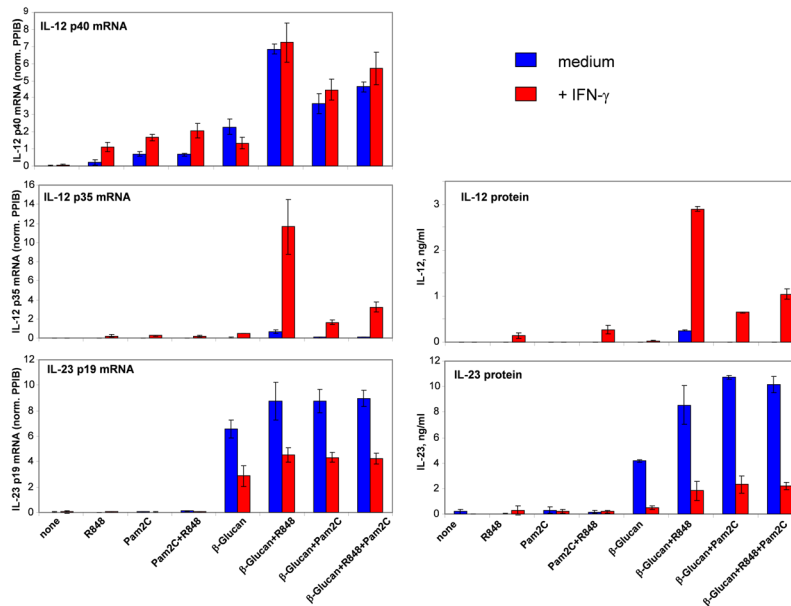 IL-12 p40 mRNA
IL-12 p40 mRNA (norm. PPIB)
9
8
7
6
5
4
3
2
1
0
medium
+ IFN-γ
IL-12 p35 mRNA
IL-12 p35 mRNA (norm. PPIB)
16
14
12
10
8
6
4
2
0
IL-12 protein
IL-12, ng/ml
3
2
1
0
IL-23 p19 mRNA
IL-23 p19 mRNA (norm. PPIB)
12
10
8
6
4
2
0
none
R848
Pam2C
Pam2C+R848
β-Glucan
β-Glucan+R848
β-Glucan+Pam2C
β-Glucan+R848+Pam2C
IL-23 protein
IL-23, ng/ml
12
10
8
6
4
2
0
none
R848
Pam2C
Pam2C+R848
β-Glucan
β-Glucan+R848
β-Glucan+Pam2C
β-Glucan+R848+Pam2C